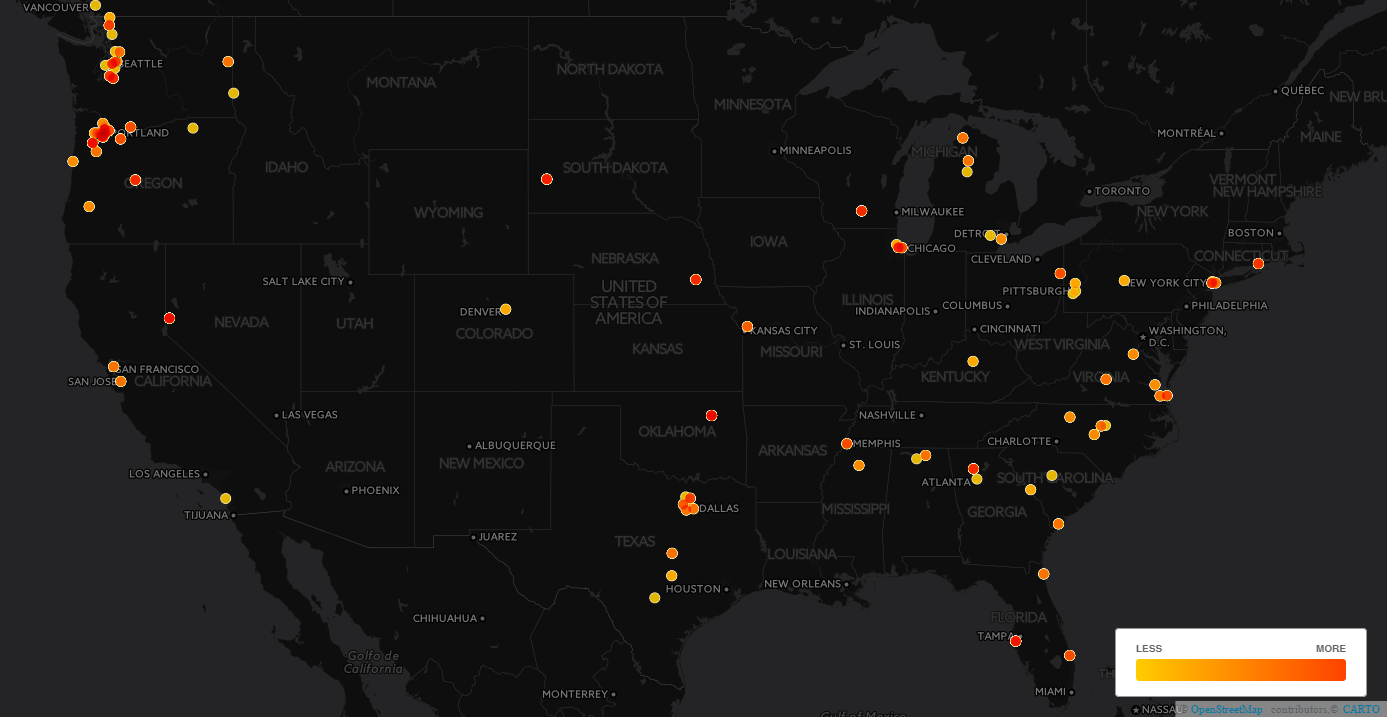 VANCOUVER
EATTLE
MONTANA
NORTH DAKOTA
MINNESOTA
QUÉBEC
NEW BRU
MONTRÉAL
MAINE
ORTLAND
IDAHO
SOUTH DAKOTA
MINNEAPOLIS
MICHIGAN
OREGON
TORONTO
VERMONT
NEW HAMPSHIRE
WYOMING
MILWAUKEE
NEW YORK
IOWA
CHICAGO
DETRO
BOSTON
NEBRASKA
CLEVELAND
CONNECTICUT
SALT LAKE CITY
UNITED
STATES OF
AMERICA
ILLINOIS
PITTSBURGH
EW YORK CITY
DENVER
INDIANAPOLIS
COLUMBUS
PHILADELPHIA
NEVADA
UTAH
COLORADO
KANSAS CITY
CINCINNATI
WASHINGTON,
D.C.
KANSAS
MISSOURI
ST. LOUIS
WEST VIRGINIA
SAN FRANCISCO
SAN JOSE
CALIFORNIA
KENTUCKY
VIRGINIA
LAS VEGAS
NASHVILLE
OKLAHOMA
ALBUQUERQUE
MEMPHIS
CHARLOTTE
ARKANSAS
LOS ANGELES
ARIZONA
NEW MEXICO
ATLANTA
SOUTH CAROLINA
PHOENIX
TIJUANA
DALLAS
MISSISSIPPI
GEORGIA
JUAREZ
TEXAS
LOUISIANA
HOUSTON
NEW ORLEANS
CHIHUAHUA
FLORIDA
TAMPA
Golfo de
California
LESS
MORE
TH
MONTERREY
MIAMI
NASSAU
Gulf of Mexico
© OpenStreetMap contributors,© CARTO